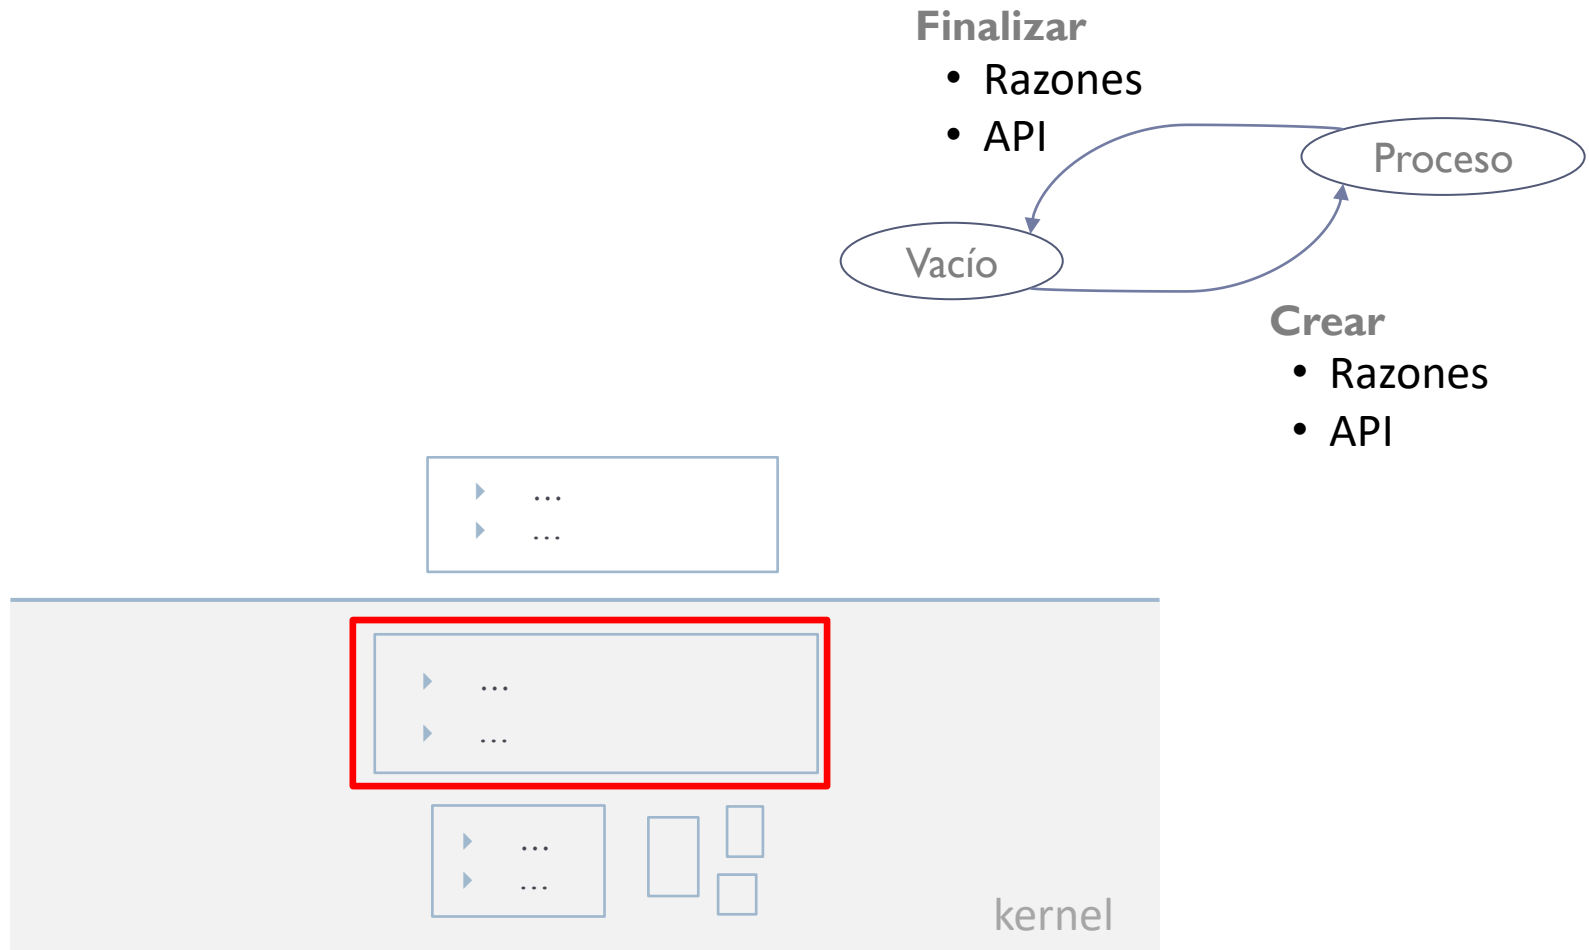 Finalizar
• Razones
• API
Proceso
Vacío
Crear
• Razones
• API
...
...
...
...
...
...
kernel